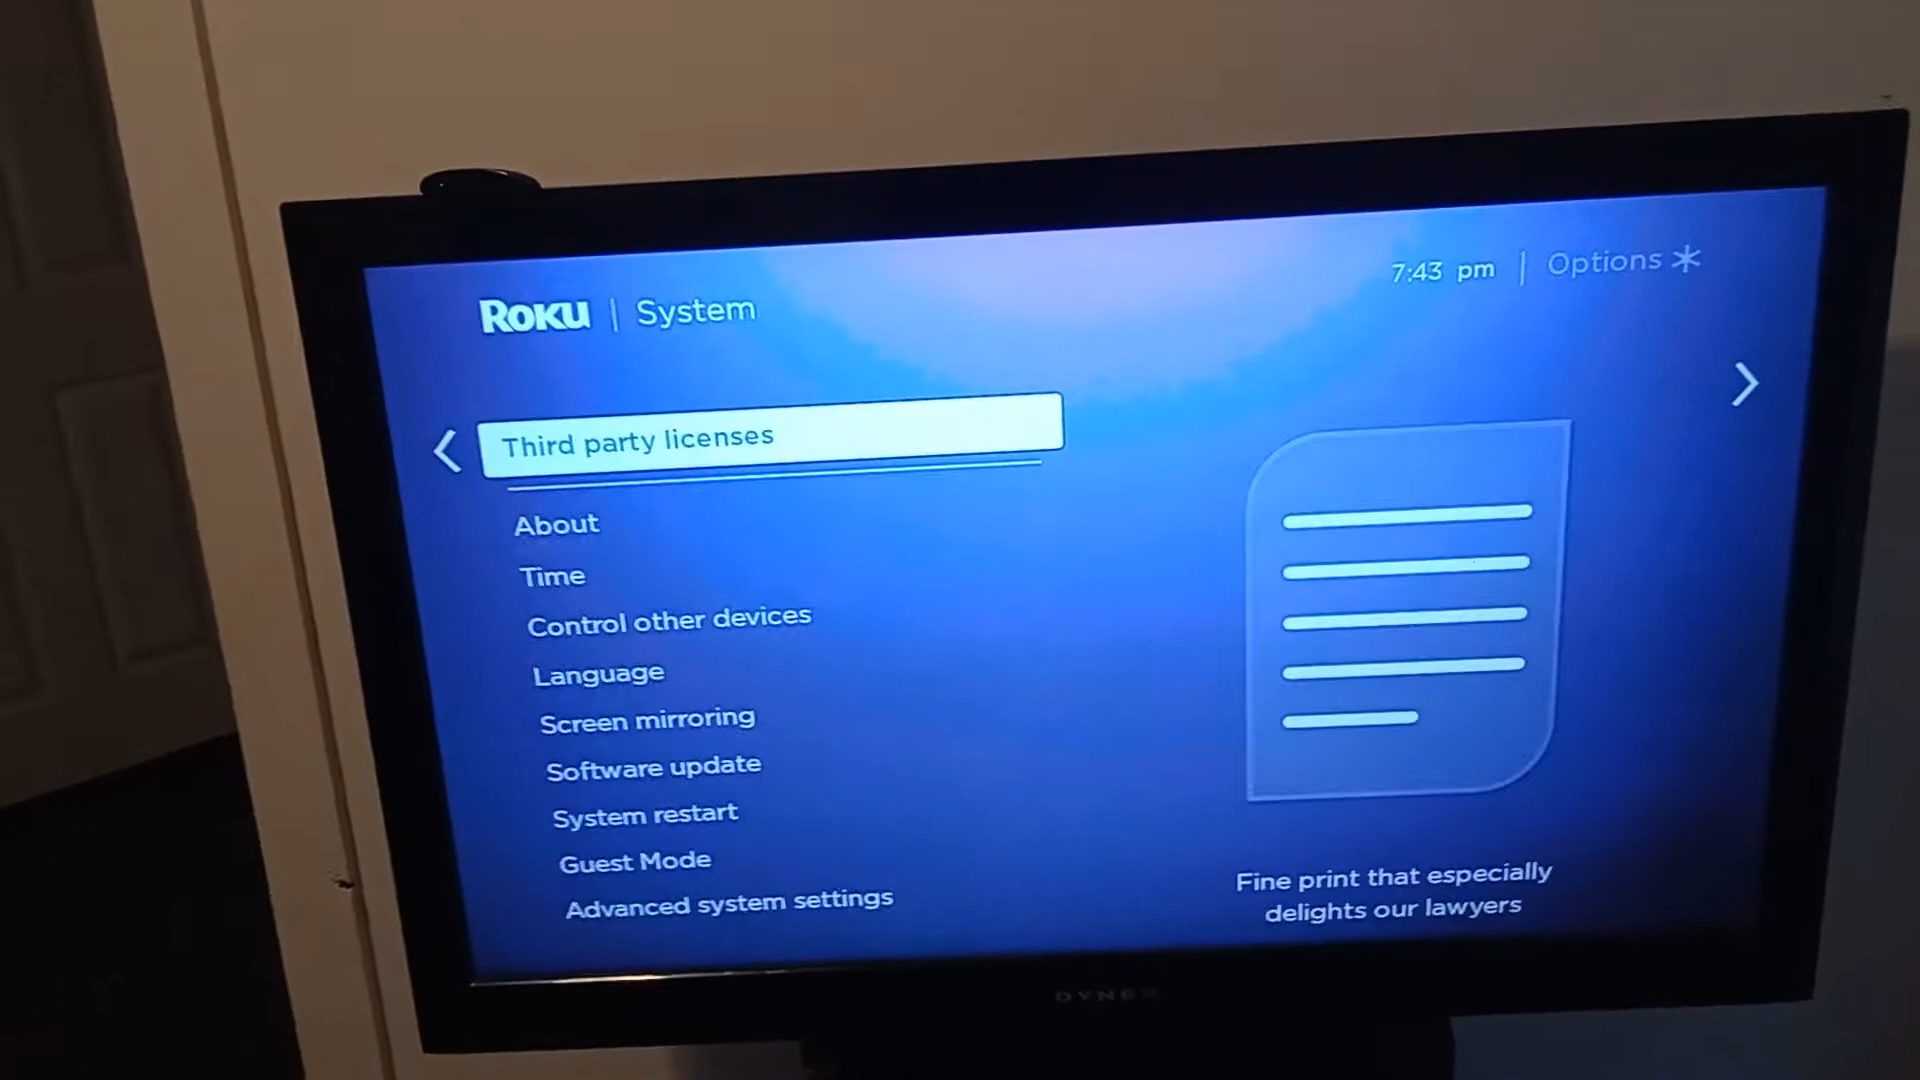 Roku | System
7:43 pm | Options
Third party licenses
About
Time
Control other devices
Language
Screen mirroring
Software update
System restart
Guest Mode
Advanced system settings
Fine print that especially
delights our lawyers
DYNEX